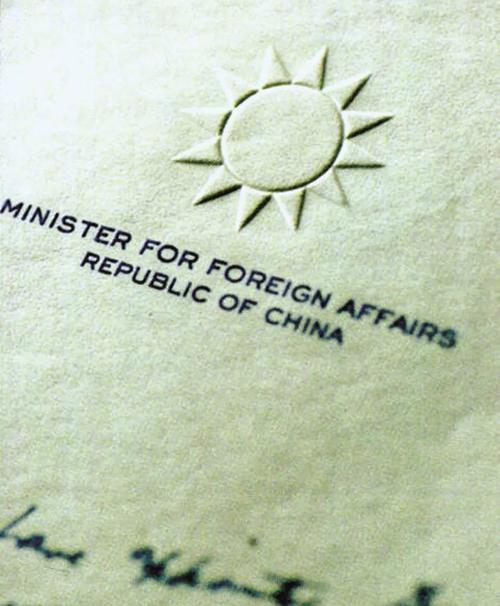 MINISTER FOR FOREIGN AFFAIRS
REPUBLIC OF CHINA